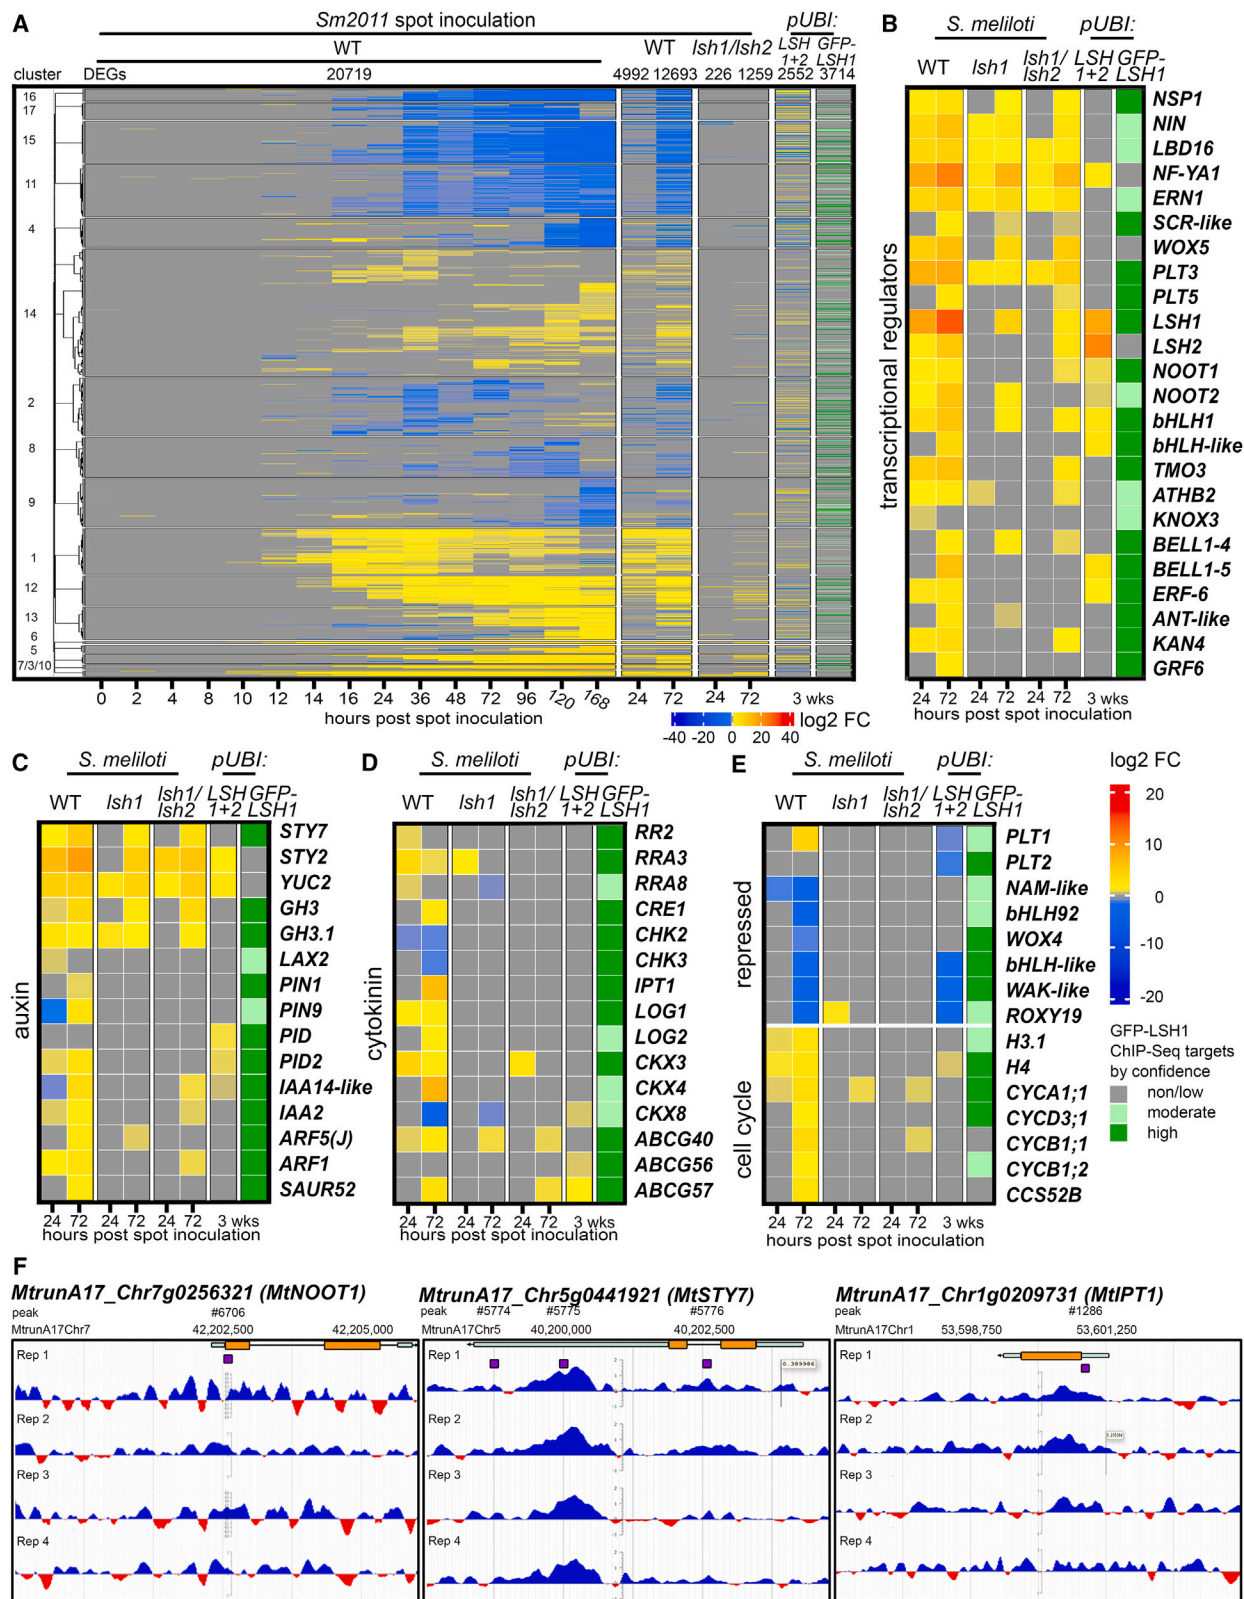 A
Sm2011 spot inoculation
pUBI:
WT
WT
lsh1/lsh2
LSH 1+2
GFP-LSH1
cluster
DEGs
20719
4992 12693
226 1259
2552
3714
16
17
15
11
4
14
2
8
9
1
12
13
6
5
7/3/10
0 2 4 8 10 12 14 16 24 36 48 72 96 120 168
24 72
24 72
3 wks
hours post spot inoculation
log2 FC
-40 -20 0 20 40
B
S. meliloti
pUBI:
WT
lsh1
lsh1/lsh2
LSH 1+2
GFP-LSH1
transcriptional regulators
NSP1
NIN
LBD16
NF-YA1
ERN1
SCR-like
WOX5
PLT3
PLT5
LSH1
LSH2
NOOT1
NOOT2
bHLH1
bHLH-like
TMO3
ATHB2
KNOX3
BELL1-4
BELL1-5
ERF-6
ANT-like
KAN4
GRF6
24 72 24 72 24 72 3 wks
hours post spot inoculation
C
S. meliloti
pUBI:
WT
lsh1
lsh1/lsh2
LSH 1+2
GFP-LSH1
auxin
STY7
STY2
YUC2
GH3
GH3.1
LAX2
PIN1
PIN9
PID
PID2
IAA14-like
IAA2
ARF5(J)
ARF1
SAUR52
24 72 24 72 24 72 3 wks
hours post spot inoculation
D
S. meliloti
pUBI:
WT
lsh1
lsh1/lsh2
LSH 1+2
GFP-LSH1
cytokinin
RR2
RRA3
RRA8
CRE1
CHK2
CHK3
IPT1
LOG1
LOG2
CKX3
CKX4
CKX8
ABCG40
ABCG56
ABCG57
24 72 24 72 24 72 3 wks
hours post spot inoculation
E
S. meliloti
pUBI:
WT
lsh1
lsh1/lsh2
LSH 1+2
GFP-LSH1
repressed
PLT1
PLT2
NAM-like
bHLH92
WOX4
bHLH-like
WAK-like
ROXY19
cell cycle
H3.1
H4
CYCA1;1
CYCD3;1
CYCB1;1
CYCB1;2
CCS52B
24 72 24 72 24 72 3 wks
hours post spot inoculation
log2 FC
20
10
0
-10
-20
GFP-LSH1
ChIP-Seq targets
by confidence
non/low
moderate
high
F
MtrunA17_Chr7g0256321 (MtNOOT1)
peak #6706
MtrunA17Chr7 42,202,500 42,205,000
Rep 1
Rep 2
Rep 3
Rep 4
MtrunA17_Chr5g0441921 (MtSTY7)
peak #5774 #5775 #5776
MtrunA17Chr5 40,200,000 40,202,500
Rep 1
0.389986
Rep 2
Rep 3
Rep 4
MtrunA17_Chr1g0209731 (MtIPT1)
peak #1286
MtrunA17Chr1 53,598,750 53,601,250
Rep 1
Rep 2
Rep 3
Rep 4